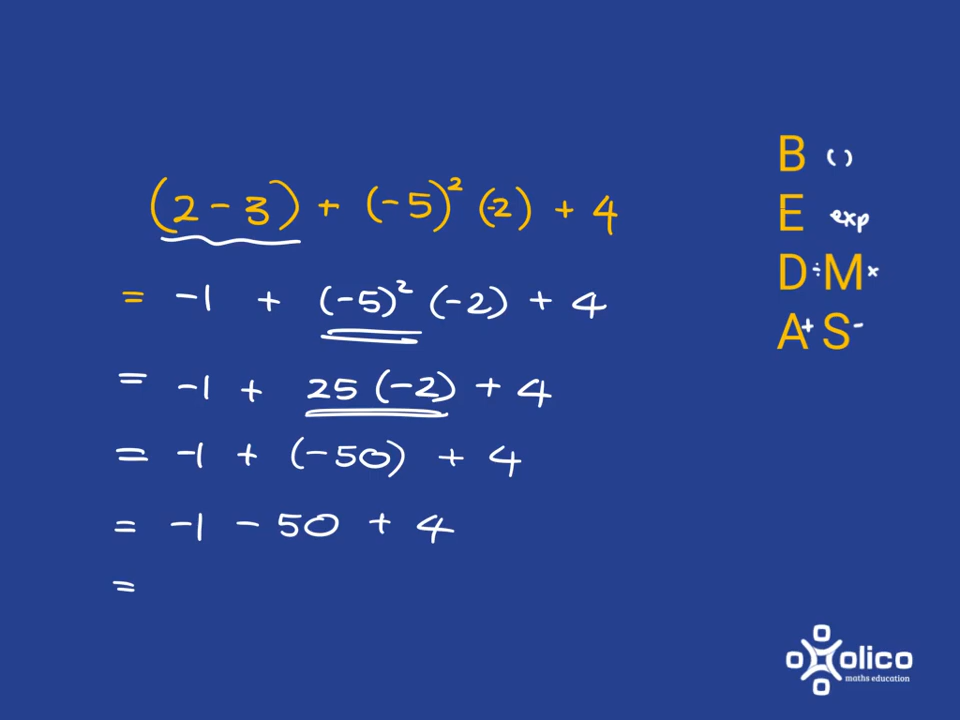 (2 - 3) + (-5)² (-2) + 4
= -1 + (-5)² (-2) + 4
= -1 + 25 (-2) + 4
= -1 + (-50) + 4
= -1 - 50 + 4
=
B ( )
E exp
D ÷ M ×
A + S -
olico
maths education